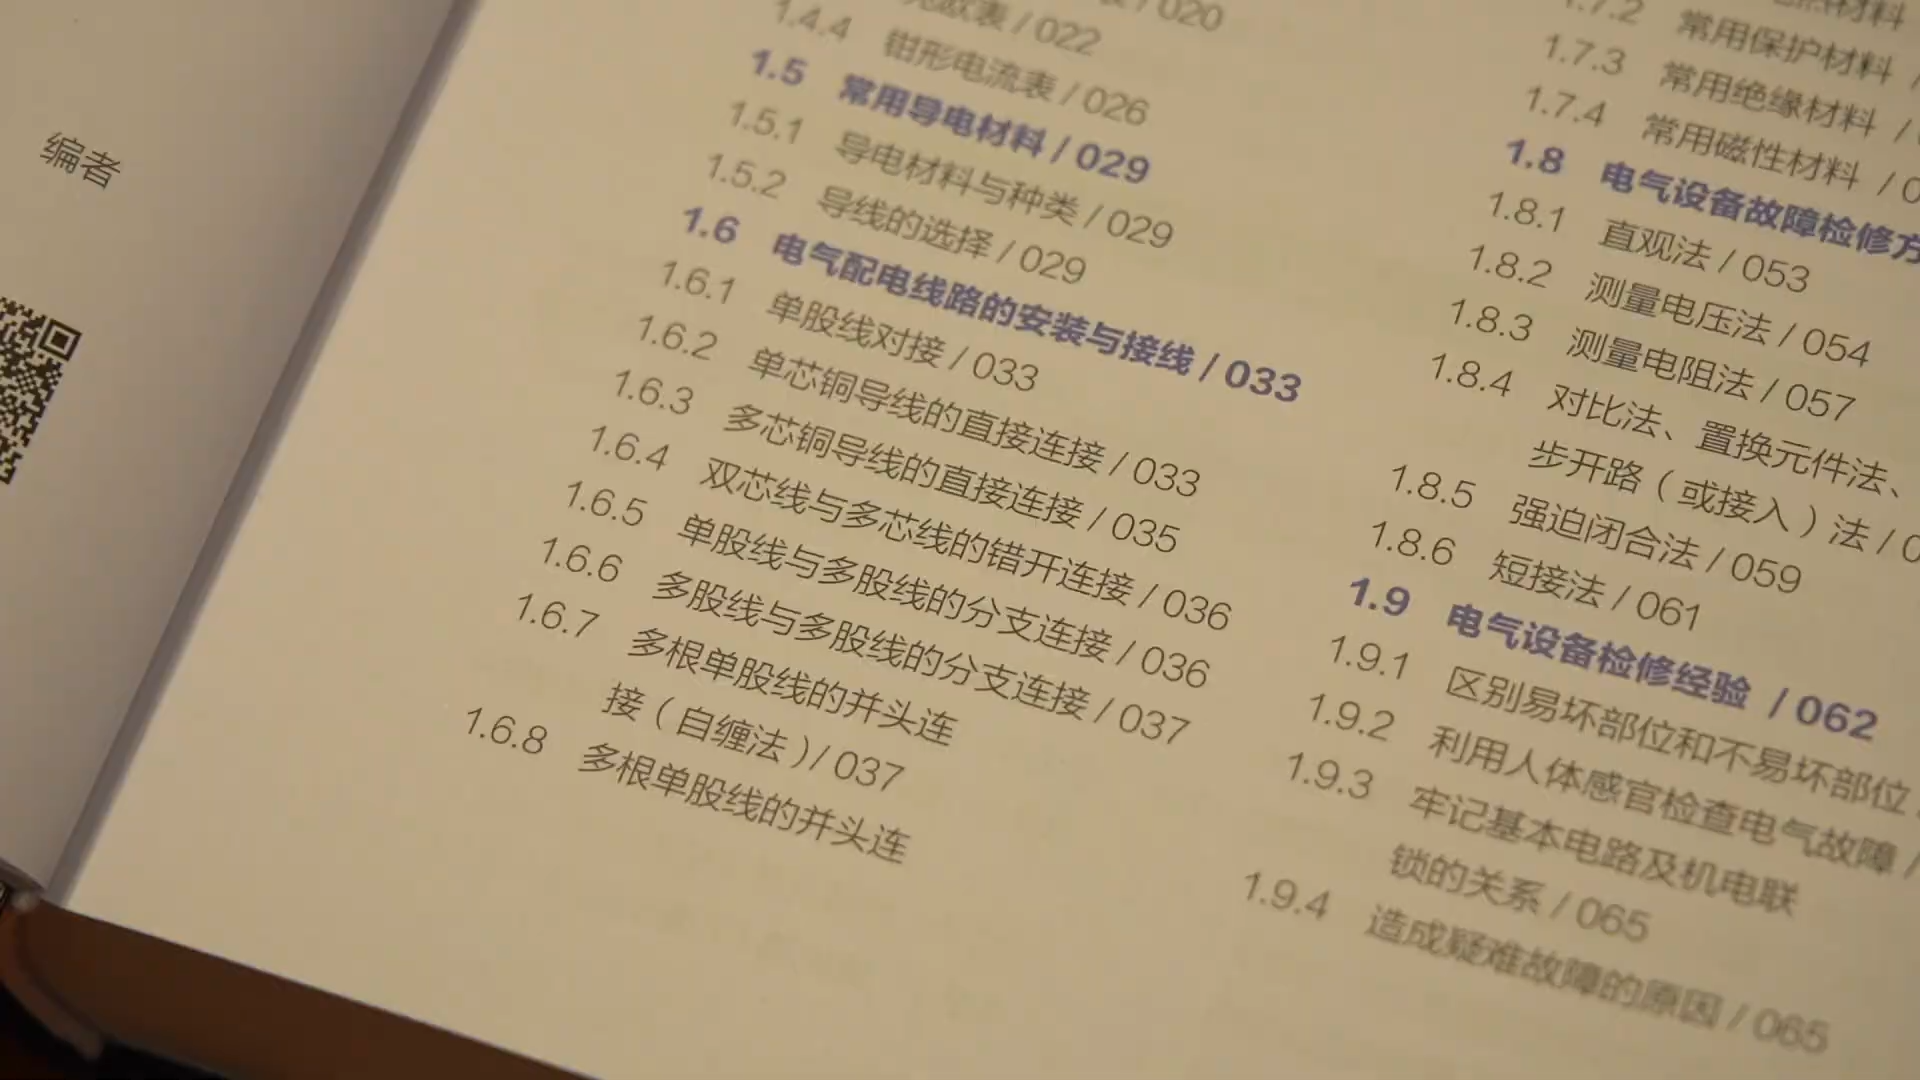 编者
/ 020
/ 022
1.4.4 钳形电流表 / 026
1.5 常用导电材料 / 029
1.5.1 导电材料与种类 / 029
1.5.2 导线的选择 / 029
1.6 电气配电线路的安装与接线 / 033
1.6.1 单股线对接 / 033
1.6.2 单芯铜导线的直接连接 / 033
1.6.3 多芯铜导线的直接连接 / 035
1.6.4 双芯线与多芯线的错开连接 / 036
1.6.5 单股线与多股线的分支连接 / 036
1.6.6 多股线与多股线的分支连接 / 037
1.6.7 多根单股线的并头连
接（自缠法）/ 037
1.6.8 多根单股线的并头连
1.7.2 常用保护材料 /
1.7.3 常用绝缘材料 /
1.7.4 常用磁性材料 / 0
1.8 电气设备故障检修方
1.8.1 直观法 / 053
1.8.2 测量电压法 / 054
1.8.3 测量电阻法 / 057
1.8.4 对比法、置换元件法、
步开路（或接入）法 / 0
1.8.5 强迫闭合法 / 059
1.8.6 短接法 / 061
1.9 电气设备检修经验 / 062
1.9.1 区别易坏部位和不易坏部位
1.9.2 利用人体感官检查电气故障 /
1.9.3 牢记基本电路及机电联
锁的关系 / 065
1.9.4 造成疑难故障的原因 / 065